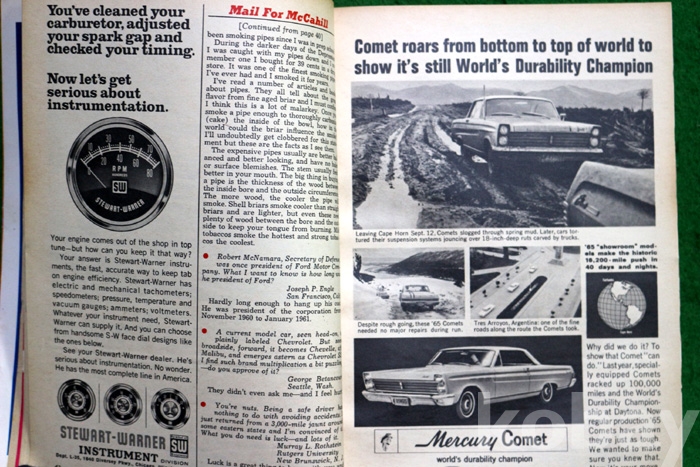 You've cleaned your
carburetor, adjusted
your spark gap and
checked your timing.
Now let's get
serious about
instrumentation.
RPM
SW
STEWART-WARNER
Your engine comes out of the shop in top
tune—but how can you keep it that way?
Your answer is Stewart-Warner instru-
ments, the fast, accurate way to keep tab
on engine efficiency. Stewart-Warner has
electric and mechanical tachometers;
speedometers; pressure, temperature and
vacuum gauges; ammeters; voltmeters.
Whatever your instrument need, Stewart-
Warner can supply it. And you can choose
from handsome S-W face dial designs like
the ones below.
See your Stewart-Warner dealer. He's
serious about instrumentation. No wonder.
He has the most complete line in America.
STEWART-WARNER
SW
INSTRUMENT DIVISION
Mail For McCahill
[Continued from page 40]
been smoking pipes since I was in
During the darker days of the
I was caught with my pipes down and I
member one I bought for 39 cents at a
store. It was one of the finest smoking
I've ever had and I smoked it for years.
I've read a number of articles and
about pipes. They all tell about the
flavor from fine aged briar and I must
I think this is a lot of malarkey. Once
smoke a pipe enough to thoroughly
(cake) the inside of the bowl, how in
world could the briar influence the
I'll undoubtedly get clobbered for this
ment but these are the facts as I see them.
The expensive pipes usually are better
anced and better looking, and have no
or surface blemishes. The stem usually
better in your mouth. The big thing in
a pipe is the thickness of the wood between
the inside bore and the outside circumference.
The more wood, the cooler the pipe
smoke. Shell briars smoke cooler than straight
briars and are lighter, but even these
plenty of wood between the bore and the
side to keep your tongue from burning.
tobaccos smoke the hottest and strong
cos the coolest.
Robert McNamara, Secretary of Defense
was once president of Ford Motor Com-
pany. What I want to know is how long
he president of Ford?
Joseph P. Engle
San Francisco, Cal
Hardly long enough to hang up his
He was president of the corporation from
November 1960 to January 1961.
A current model car, seen head-on,
plainly labeled Chevrolet. But
broadside, forward, it becomes Chevelle,
Malibu, and emerges astern as Chevrolet
I find such brand multiplication a bit
—do you approve of it?
George
Seattle, Wash.
They didn't even ask me—and I feel
You're nuts. Being a safe driver
nothing to do with avoiding accidents
just returned from a 3,000-mile jaunt
some eastern states and I'm convinced
What you do need is luck—and lots of it.
Murray L.
Rutgers University
New Brunswick, N.
Luck is a great
Comet roars from bottom to top of world to
show it's still World's Durability Champion
Leaving Cape Horn Sept. 12, Comets slogged through spring mud. Later, cars tor-
tured their suspension systems jouncing over 18-inch-deep ruts carved by trucks.
Despite rough going, these '65 Comets
needed no major repairs during run.
Tres Arroyos, Argentina: one of the fine
roads along the route the Comets took.
'65 "showroom" mod-
els make the historic
16,200-mile push in
40 days and nights.
Mercury Comet
world's durability champion
Why did we do it? To
show that Comet "can
do." Last year, special-
ly equipped Comets
racked up 100,000
miles and the World's
Durability Champion-
ship at Daytona. Now
regular production '65
Comets have shown
they're just as tough.
We wanted to make
sure you knew that.